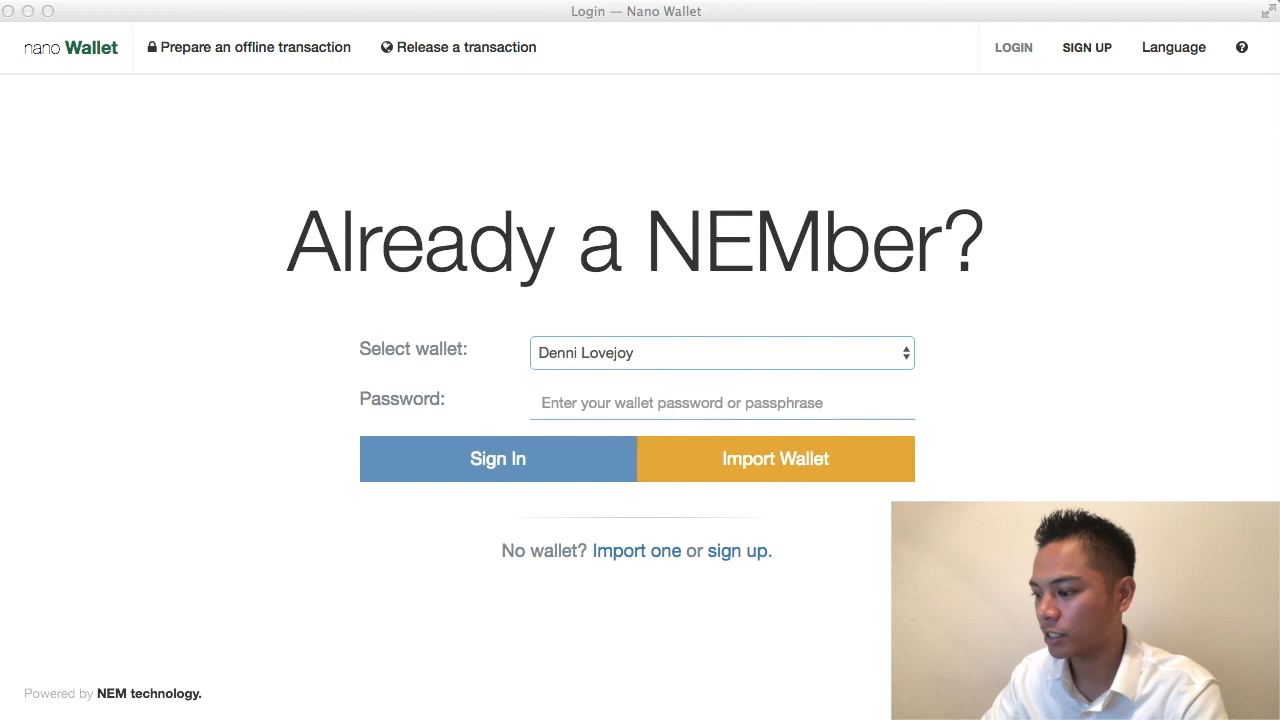 Login — Nano Wallet
nano Wallet Prepare an offline transaction Release a transaction LOGIN SIGN UP Language ?
Already a NEMber?
Select wallet: Denni Lovejoy
Password: Enter your wallet password or passphrase
Sign In Import Wallet
No wallet? Import one or sign up.
Powered by NEM technology.